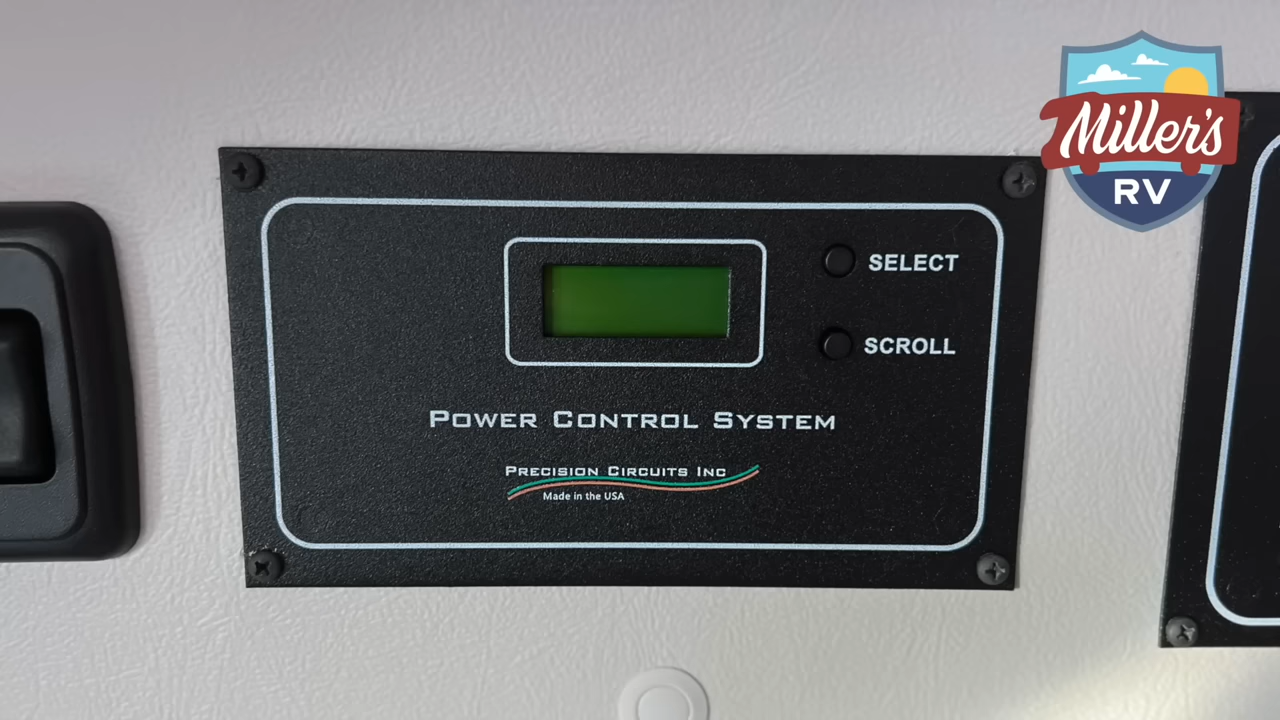 Miller's
RV
SELECT
SCROLL
POWER CONTROL SYSTEM
PRECISION CIRCUITS INC
Made in the USA